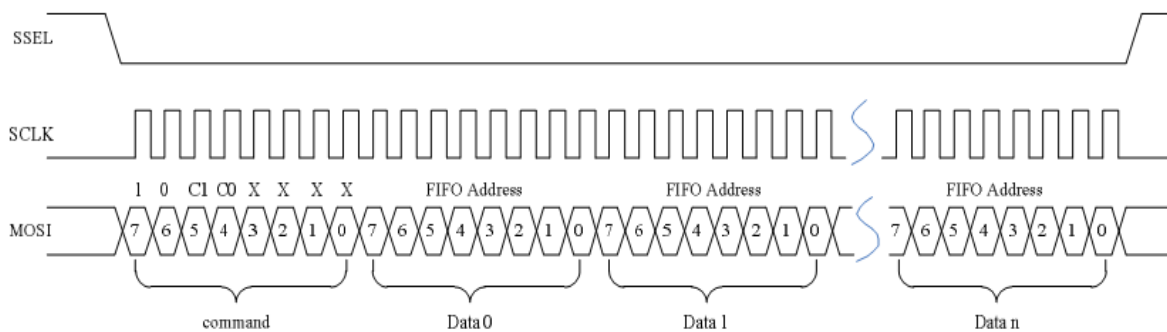 SSEL
SCLK
1 0 C1 C0 X X X X FIFO Address FIFO Address FIFO Address
MOSI 7 6 5 4 3 2 1 0 7 6 5 4 3 2 1 0 7 6 5 4 3 2 1 0 7 6 5 4 3 2 1 0
command Data 0 Data 1 Data n